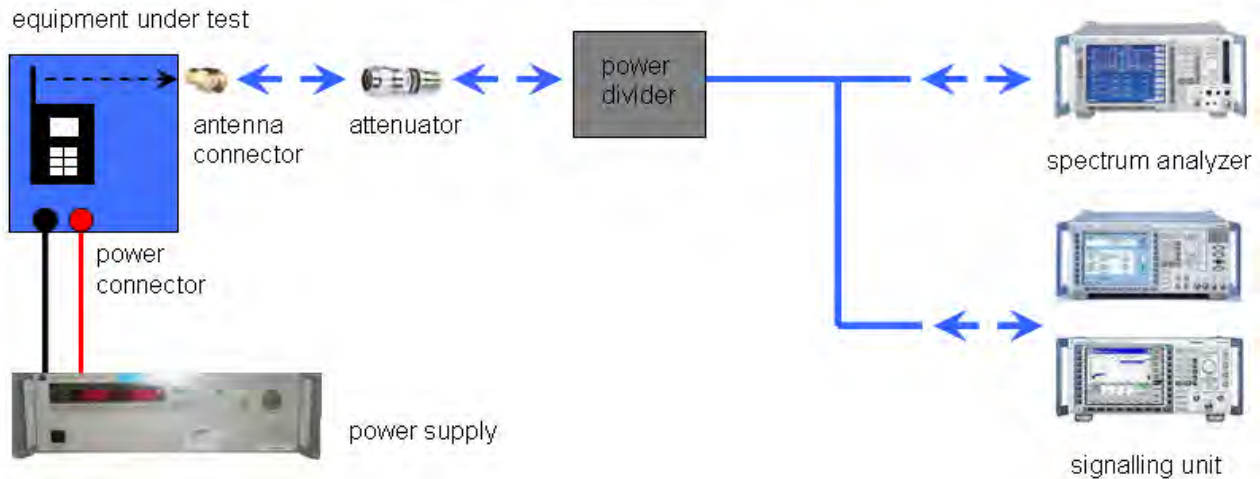 equipment under test
power
divider
antenna
connector
attenuator
spectrum analyzer
power
connector
power supply
signalling unit